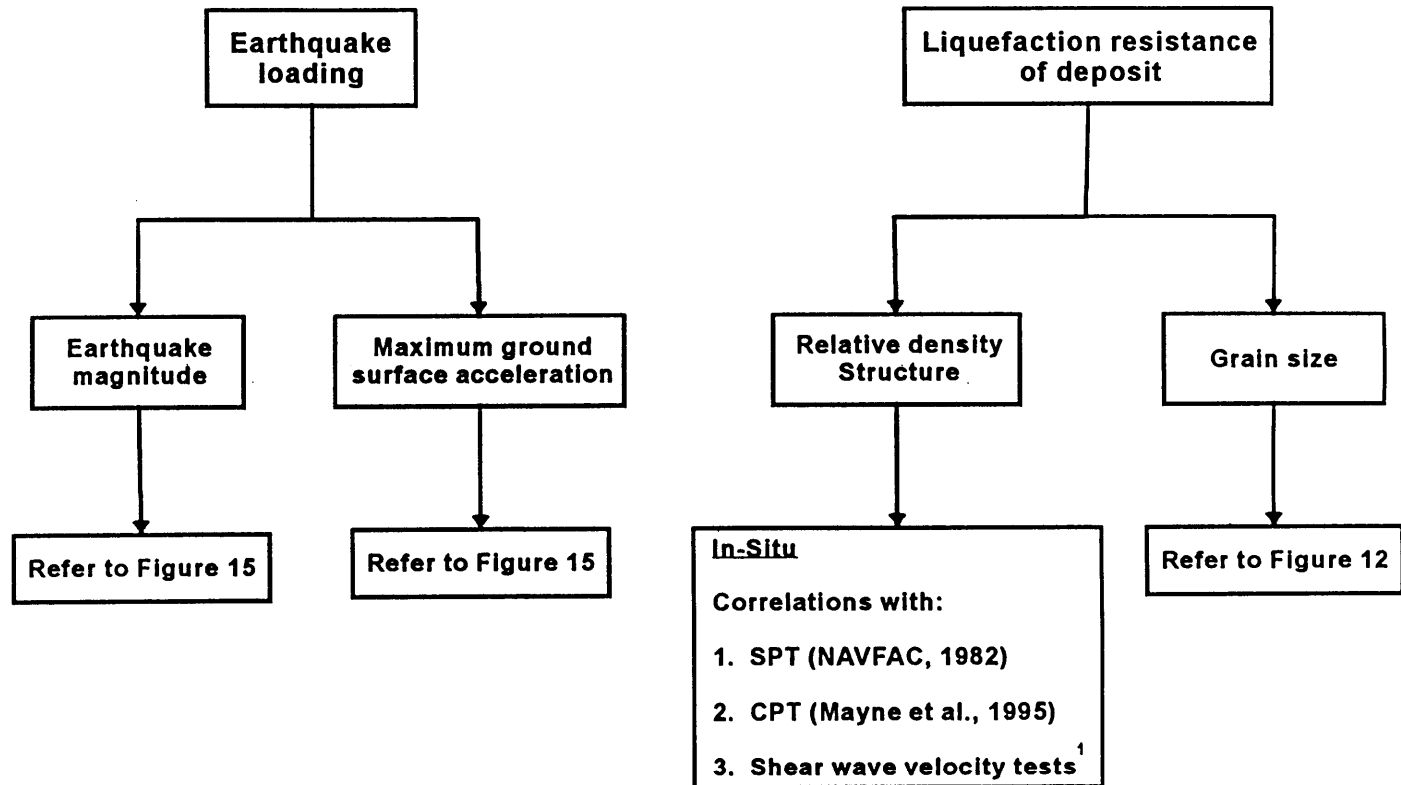 Earthquake
loading
Liquefaction resistance
of deposit
Earthquake
magnitude
Maximum ground
surface acceleration
Relative density
Structure
Grain size
Refer to Figure 15
Refer to Figure 15
In-Situ
Correlations with:
1. SPT (NAVFAC, 1982)
2. CPT (Mayne et al., 1995)
3. Shear wave velocity tests¹
Refer to Figure 12